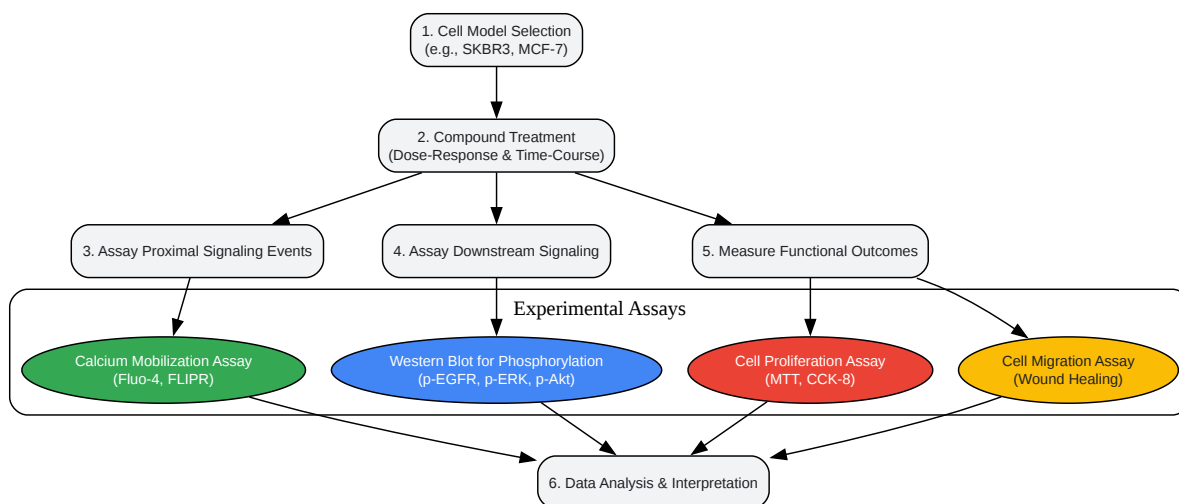 1. Cell Model Selection
(e.g., SKBR3, MCF-7)
2. Compound Treatment
(Dose-Response & Time-Course)
3. Assay Proximal Signaling Events
4. Assay Downstream Signaling
5. Measure Functional Outcomes
Experimental Assays
Calcium Mobilization Assay
(Fluo-4, FLIPR)
Western Blot for Phosphorylation
(p-EGFR, p-ERK, p-Akt)
Cell Proliferation Assay
(MTT, CCK-8)
Cell Migration Assay
(Wound Healing)
6. Data Analysis & Interpretation